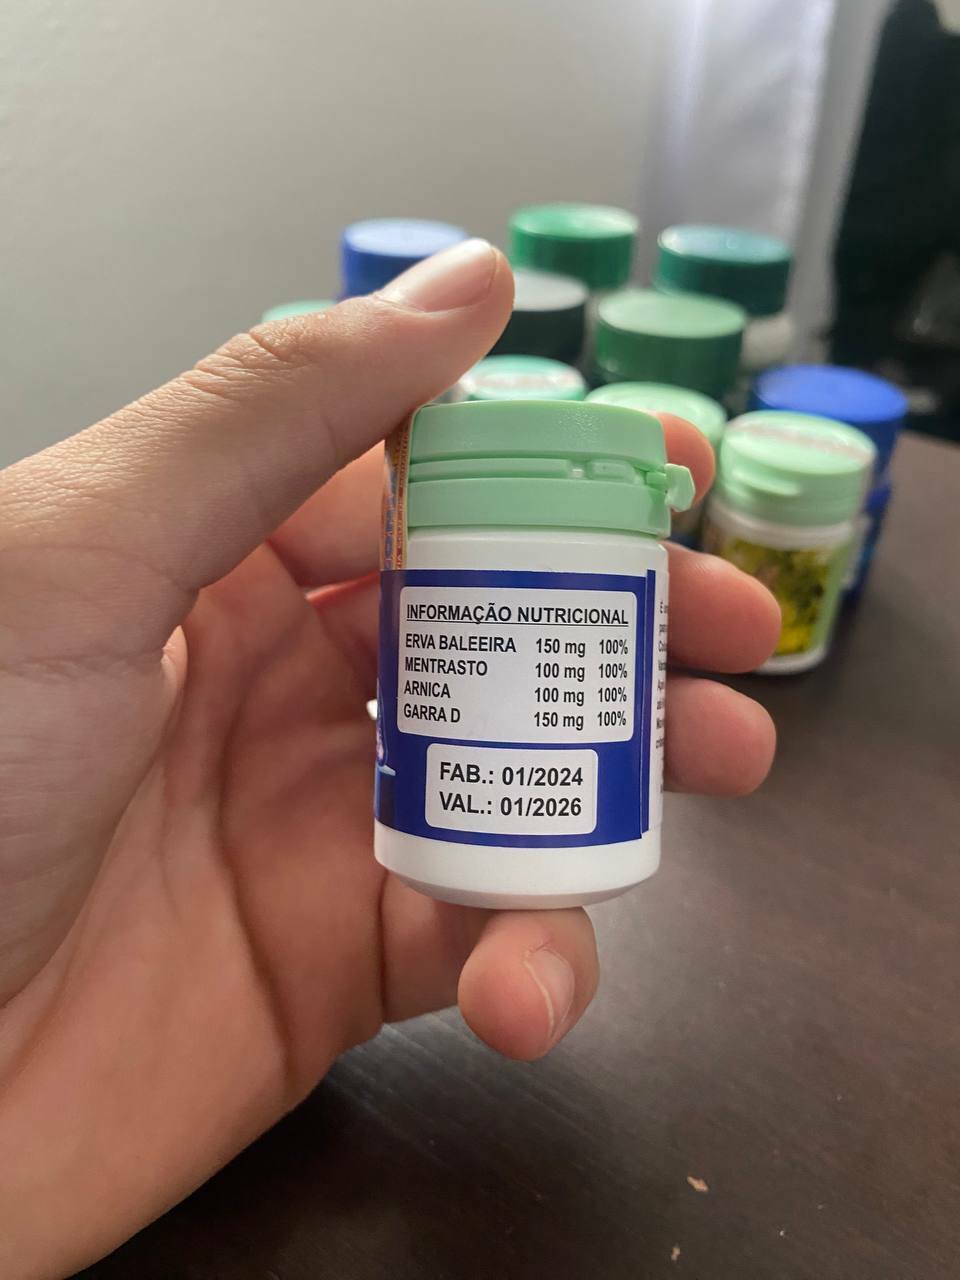 INFORMAÇÃO NUTRICIONAL
ERVA BALEEIRA 150 mg 100%
MENTRASTO 100 mg 100%
ARNICA 100 mg 100%
GARRA D 150 mg 100%
FAB.: 01/2024
VAL.: 01/2026